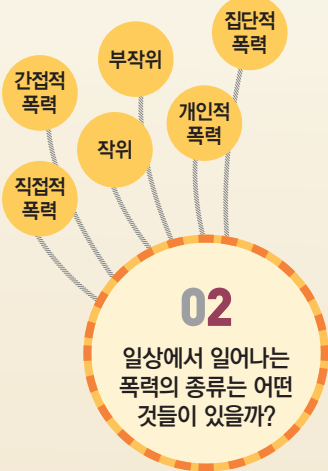 집단적
폭력
부작위
간접적
폭력
개인적
폭력
작위
직접적
폭력
02
일상에서 일어나는
폭력의 종류는 어떤
것들이 있을까?